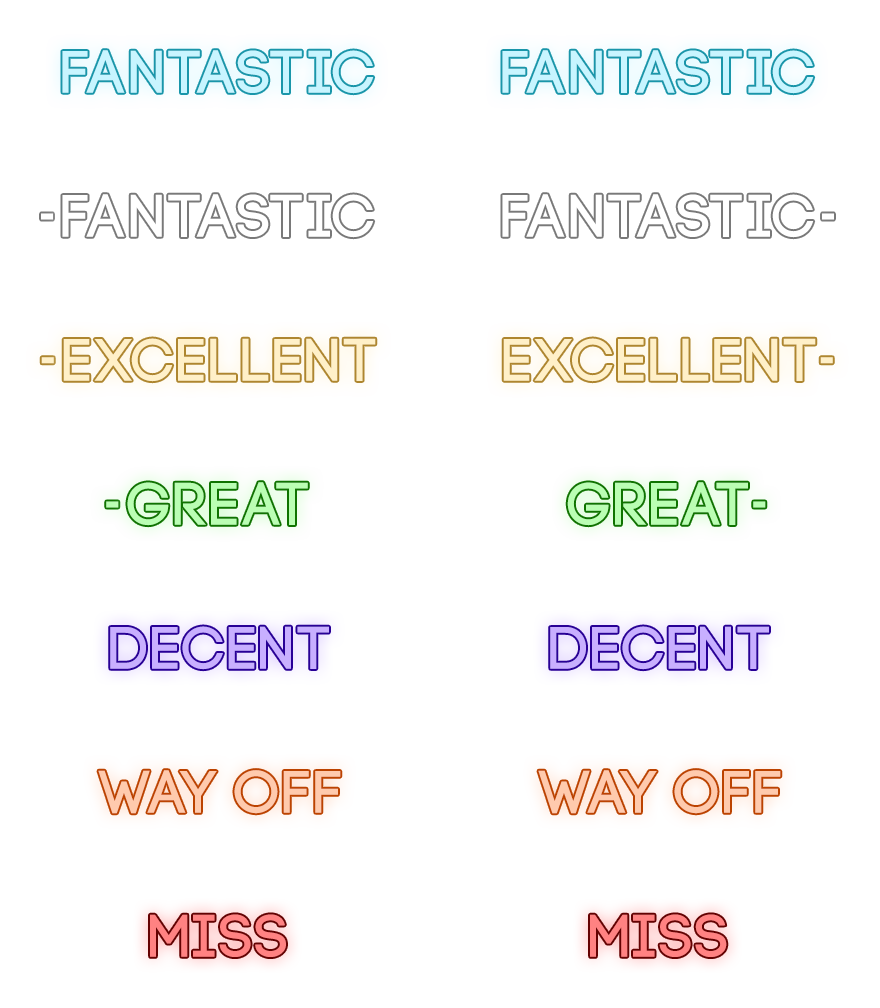 FANTASTIC FANTASTIC
-FANTASTIC FANTASTIC-
-EXCELLENT EXCELLENT-
-GREAT GREAT-
DECENT DECENT
WAY OFF WAY OFF
MISS MISS